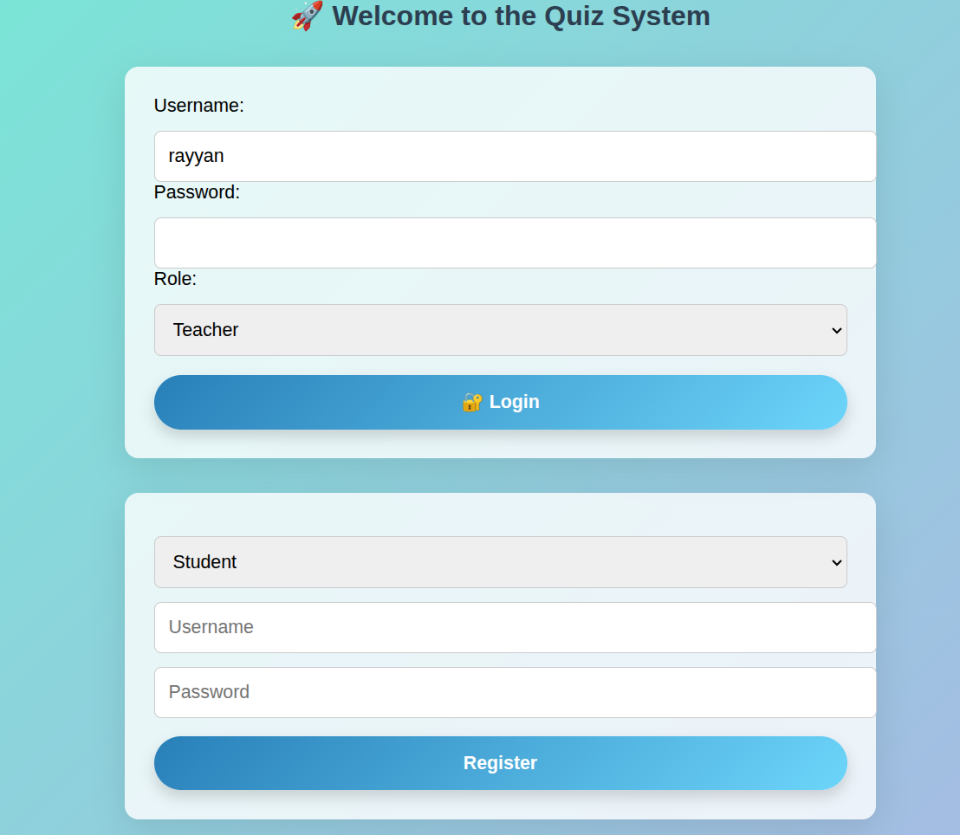 🚀 Welcome to the Quiz System
Username:
rayyan
Password:
Role:
Teacher
🔐 Login
Student
Username
Password
Register